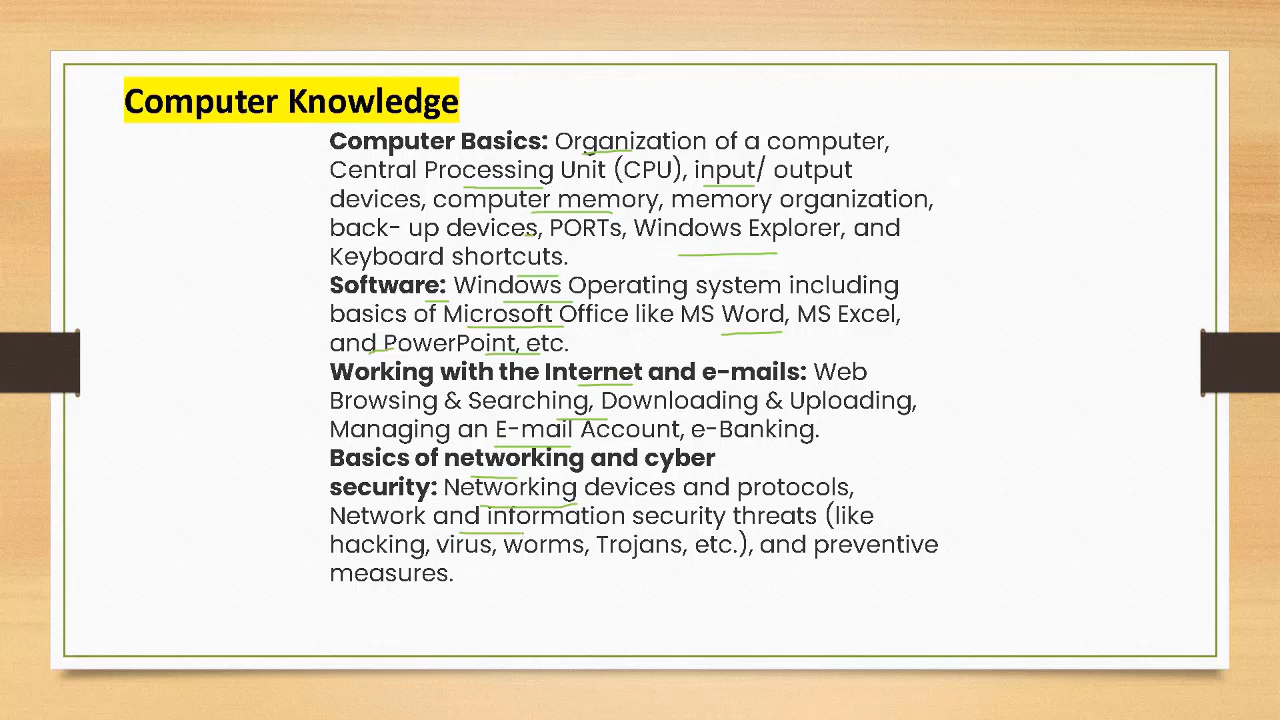 Computer Knowledge
Computer Basics: Organization of a computer,
Central Processing Unit (CPU), input/ output
devices, computer memory, memory organization,
back- up devices, PORTs, Windows Explorer, and
Keyboard shortcuts.
Software: Windows Operating system including
basics of Microsoft Office like MS Word, MS Excel,
and PowerPoint, etc.
Working with the Internet and e-mails: Web
Browsing & Searching, Downloading & Uploading,
Managing an E-mail Account, e-Banking.
Basics of networking and cyber
security: Networking devices and protocols,
Network and information security threats (like
hacking, virus, worms, Trojans, etc.), and preventive
measures.